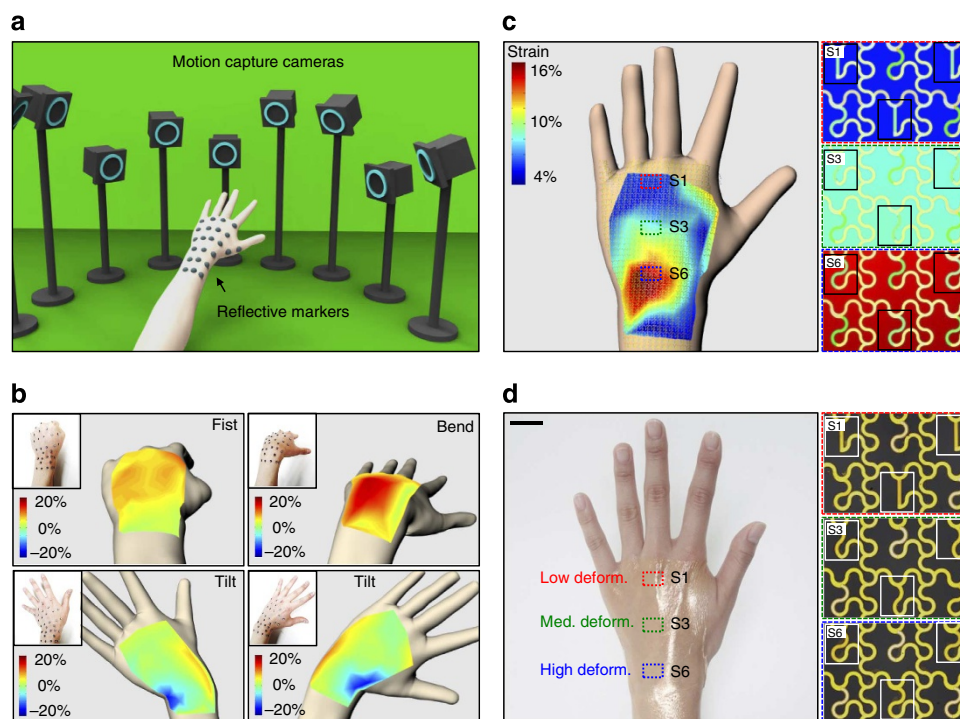 a
Motion capture cameras
Reflective markers
b
Fist
20%
0%
–20%
Bend
20%
0%
–20%
Tilt
20%
0%
–20%
Tilt
20%
0%
–20%
c
Strain
16%
10%
4%
S1
S3
S6
S1
S3
S6
d
Low deform.
S1
Med. deform.
S3
High deform.
S6
S1
S3
S6